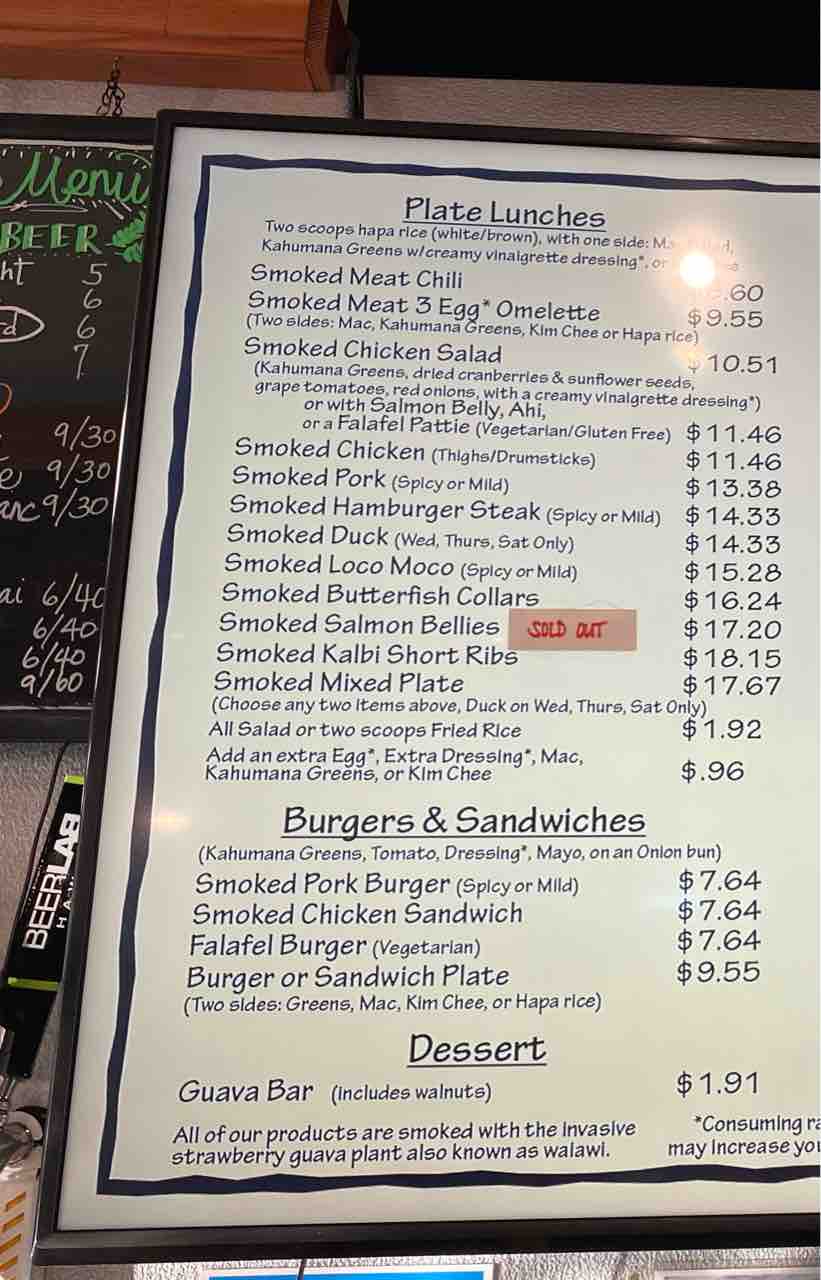 Menu
BEER
ht 5
6
rd 6
7
9/30
e 9/30
anc 9/30
ai 6/40
6/40
6/40
9/60
BEERLAB
Plate Lunches
Two scoops hapa rice (white/brown), with one side:
Kahumana Greens w/creamy vinaigrette dressing*, or
Smoked Meat Chili .60
Smoked Meat 3 Egg* Omelette $9.55
(Two sides: Mac, Kahumana Greens, Kim Chee or Hapa rice)
Smoked Chicken Salad $10.51
(Kahumana Greens, dried cranberries & sunflower seeds,
grape tomatoes, red onions, with a creamy vinaigrette dressing*)
or with Salmon Belly, Ahi,
or a Falafel Pattie (Vegetarian/Gluten Free) $11.46
Smoked Chicken (Thighs/Drumsticks) $11.46
Smoked Pork (Spicy or Mild) $13.38
Smoked Hamburger Steak (Spicy or Mild) $14.33
Smoked Duck (Wed, Thurs, Sat Only) $14.33
Smoked Loco Moco (Spicy or Mild) $15.28
Smoked Butterfish Collars $16.24
Smoked Salmon Bellies SOLD OUT $17.20
Smoked Kalbi Short Ribs $18.15
Smoked Mixed Plate $17.67
(Choose any two items above, Duck on Wed, Thurs, Sat Only)
All Salad or two scoops Fried Rice $1.92
Add an extra Egg*, Extra Dressing*, Mac,
Kahumana Greens, or Kim Chee $.96
Burgers & Sandwiches
(Kahumana Greens, Tomato, Dressing*, Mayo, on an Onion bun)
Smoked Pork Burger (Spicy or Mild) $7.64
Smoked Chicken Sandwich $7.64
Falafel Burger (Vegetarian) $7.64
Burger or Sandwich Plate $9.55
(Two sides: Greens, Mac, Kim Chee, or Hapa rice)
Dessert
Guava Bar (includes walnuts) $1.91
All of our products are smoked with the invasive
strawberry guava plant also known as waiawi.
*Consuming ra
may increase you